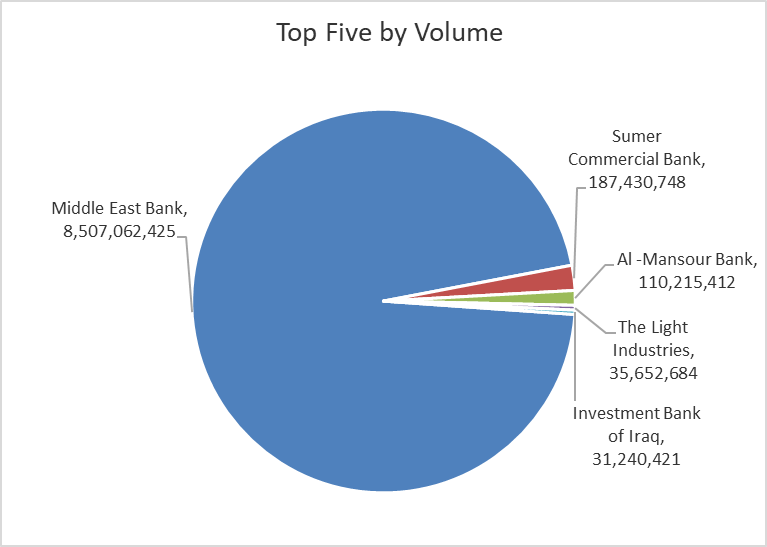 Top Five by Volume
Middle East Bank,
8,507,062,425
Sumer
Commercial Bank,
187,430,748
Al -Mansour Bank,
110,215,412
The Light
Industries,
35,652,684
Investment Bank
of Iraq,
31,240,421